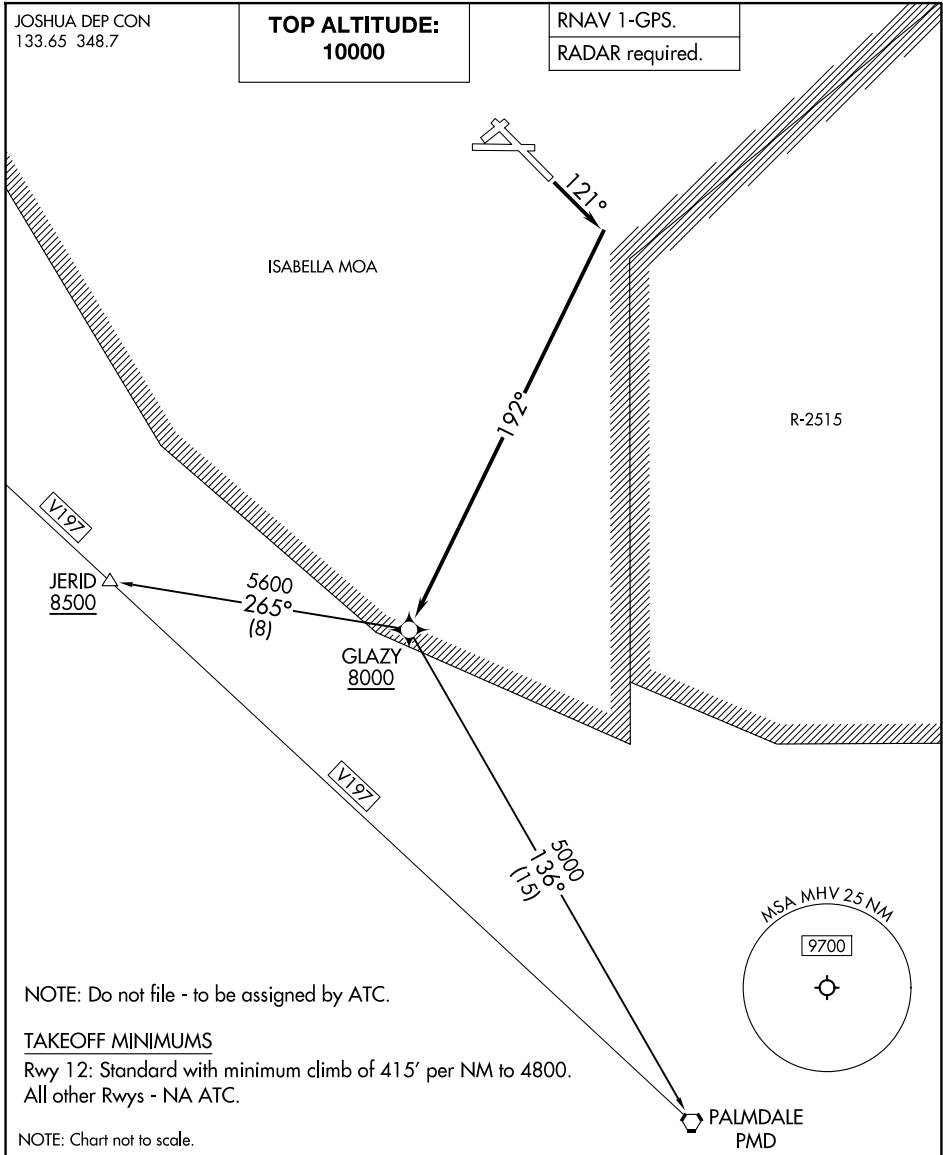 JOSHUA DEP CON
133.65 348.7
TOP ALTITUDE:
10000
RNAV 1-GPS.
RADAR required.
121°
ISABELLA MOA
192°
R-2515
V197
JERID
8500
5600
265°
(8)
GLAZY
8000
V197
5000
136°
(15)
MSA MHV 25 NM
9700
NOTE: Do not file - to be assigned by ATC.
TAKEOFF MINIMUMS
Rwy 12: Standard with minimum climb of 415' per NM to 4800.
All other Rwys - NA ATC.
PALMDALE
PMD
NOTE: Chart not to scale.